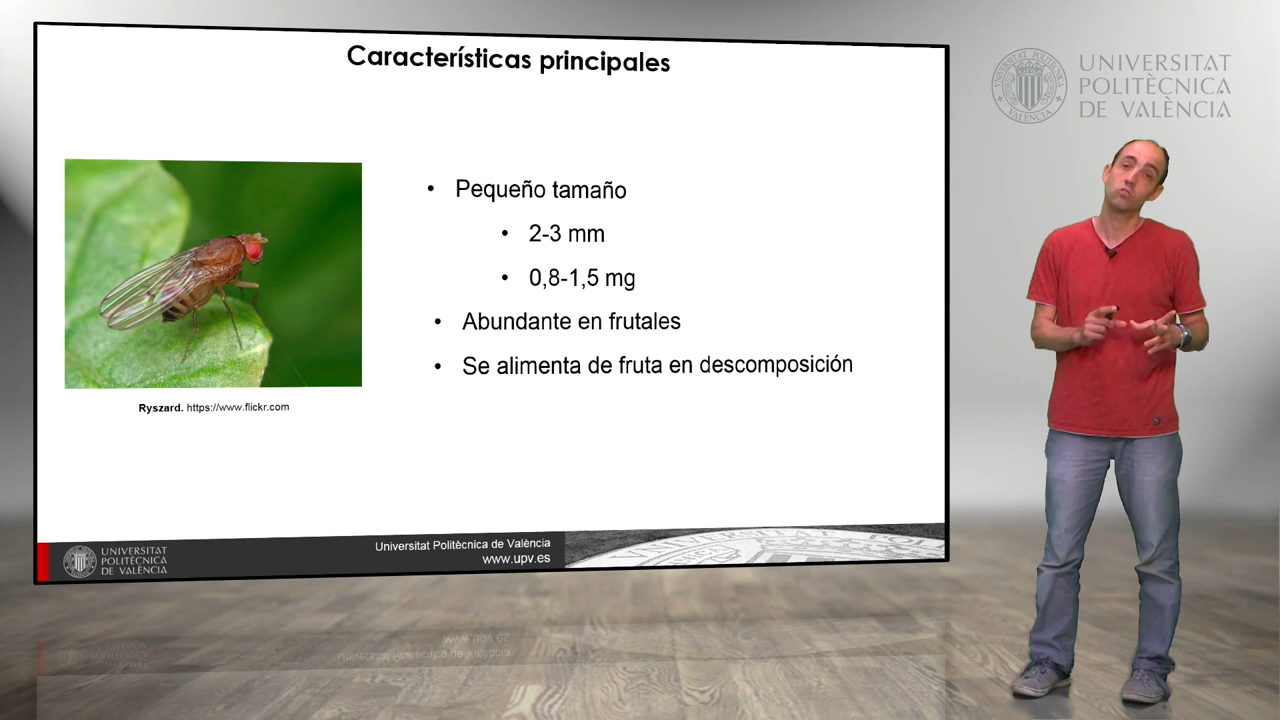 Características principales
• Pequeño tamaño
• 2-3 mm
• 0,8-1,5 mg
• Abundante en frutales
• Se alimenta de fruta en descomposición
Ryszard. https://www.flickr.com
UNIVERSITAT
POLITÈCNICA
DE VALÈNCIA
Universitat Politècnica de València
www.upv.es
UNIVERSITAT
POLITÈCNICA
DE VALÈNCIA